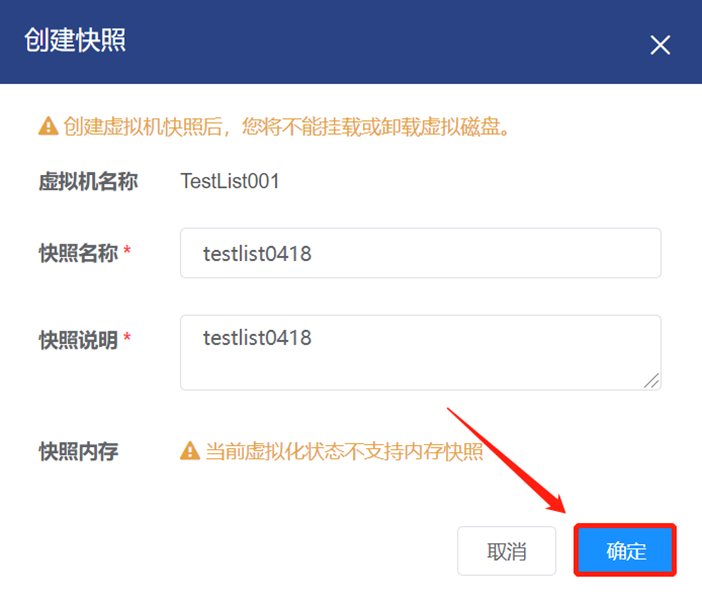 创建快照
创建虚拟机快照后，您将不能挂载或卸载虚拟磁盘。
虚拟机名称 TestList001
快照名称 * testlist0418
快照说明 * testlist0418
快照内存 当前虚拟化状态不支持内存快照
取消 确定